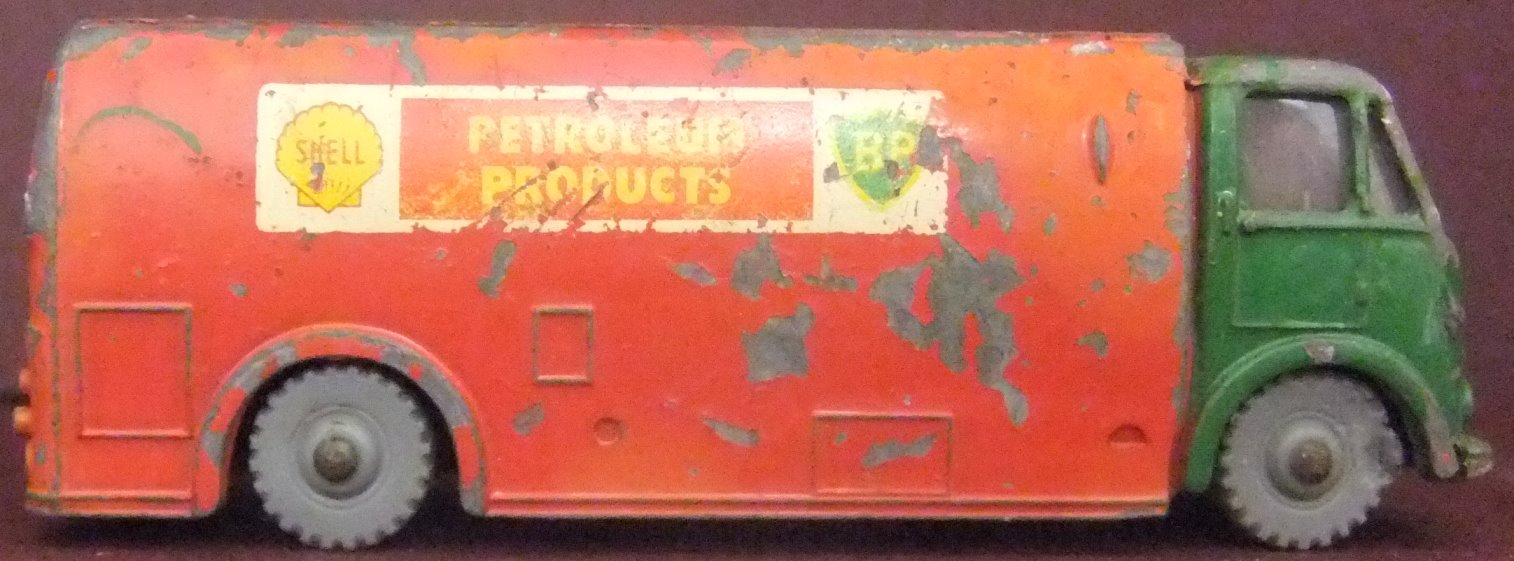 SHELL
PETROLEUM
PRODUCTS
BP